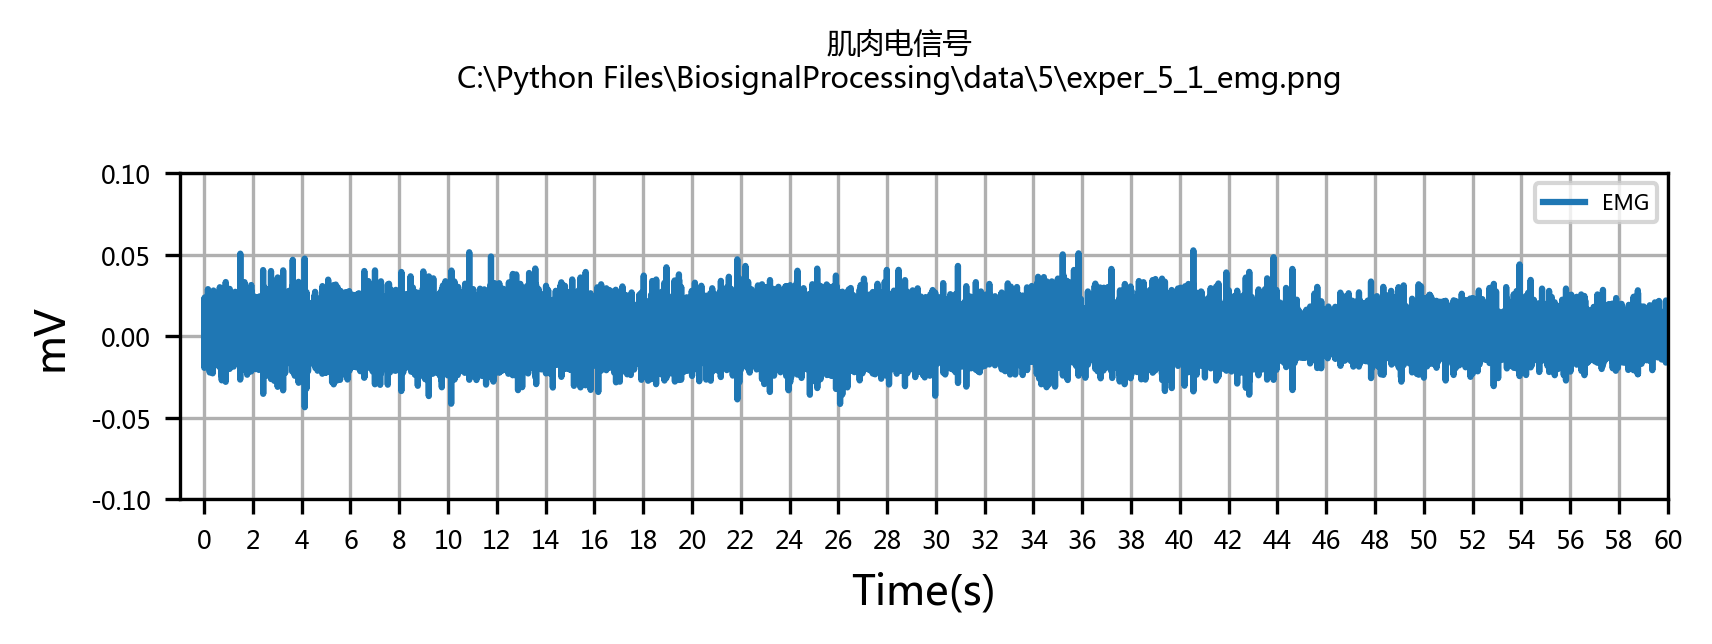 肌肉电信号
C:\Python Files\BiosignalProcessing\data\5\exper_5_1_emg.png
0.10
0.05
0.00
-0.05
-0.10
mV
EMG
0 2 4 6 8 10 12 14 16 18 20 22 24 26 28 30 32 34 36 38 40 42 44 46 48 50 52 54 56 58 60
Time(s)